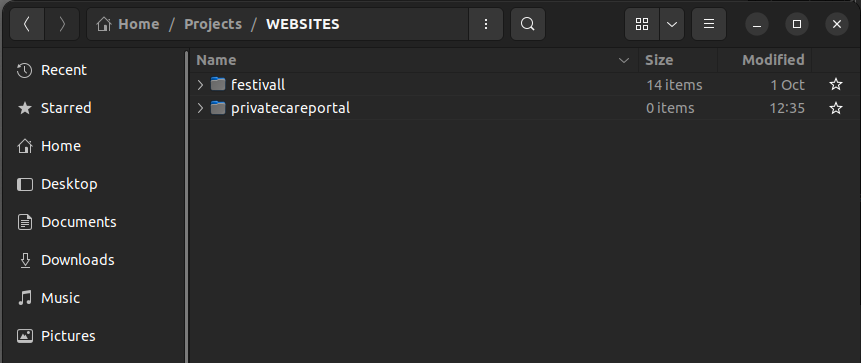 Home / Projects / WEBSITES
Name Size Modified
Recent
festivall 14 items 1 Oct
Starred
privatecareportal 0 items 12:35
Home
Desktop
Documents
Downloads
Music
Pictures